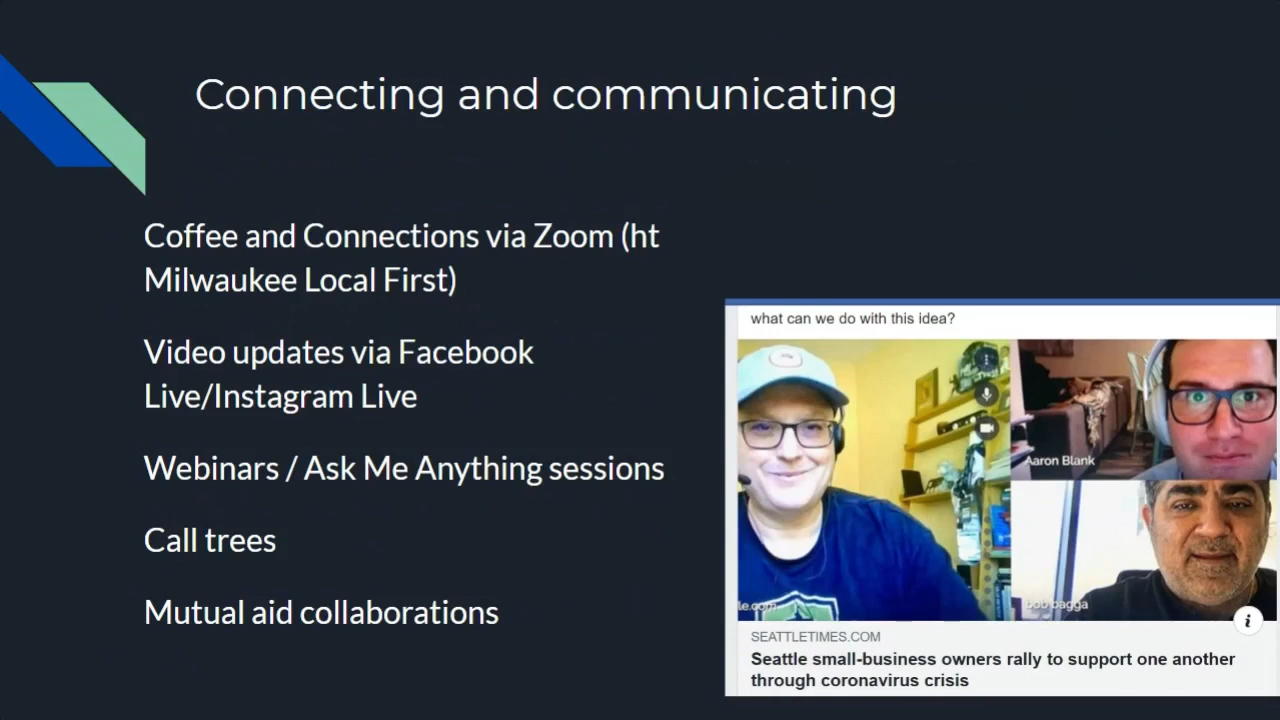 Connecting and communicating
Coffee and Connections via Zoom (ht
Milwaukee Local First)
Video updates via Facebook
Live/Instagram Live
Webinars / Ask Me Anything sessions
Call trees
Mutual aid collaborations
what can we do with this idea?
Aaron Blank
le.com
bob bagga
i
SEATTLETIMES.COM
Seattle small-business owners rally to support one another
through coronavirus crisis